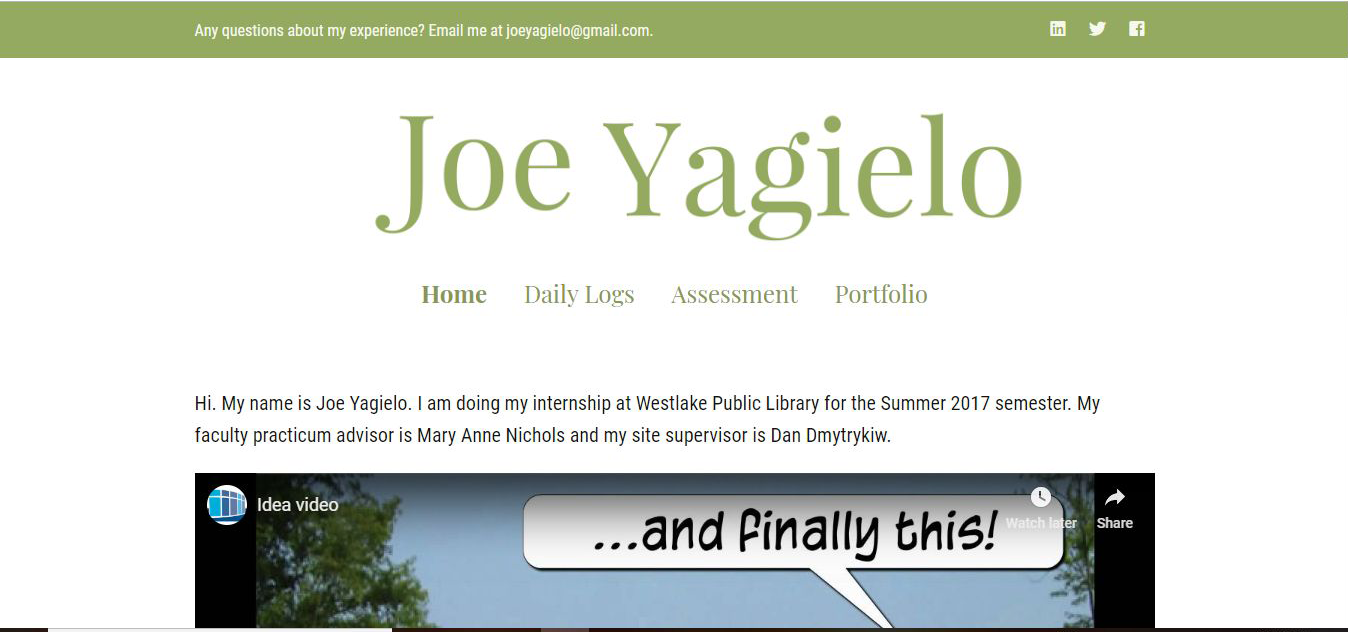 Any questions about my experience? Email me at joeyagielo@gmail.com.
Joe Yagielo
Home Daily Logs Assessment Portfolio
Hi. My name is Joe Yagielo. I am doing my internship at Westlake Public Library for the Summer 2017 semester. My
faculty practicum advisor is Mary Anne Nichols and my site supervisor is Dan Dmytrykiw.
Idea video
...and finally this!
Watch later Share